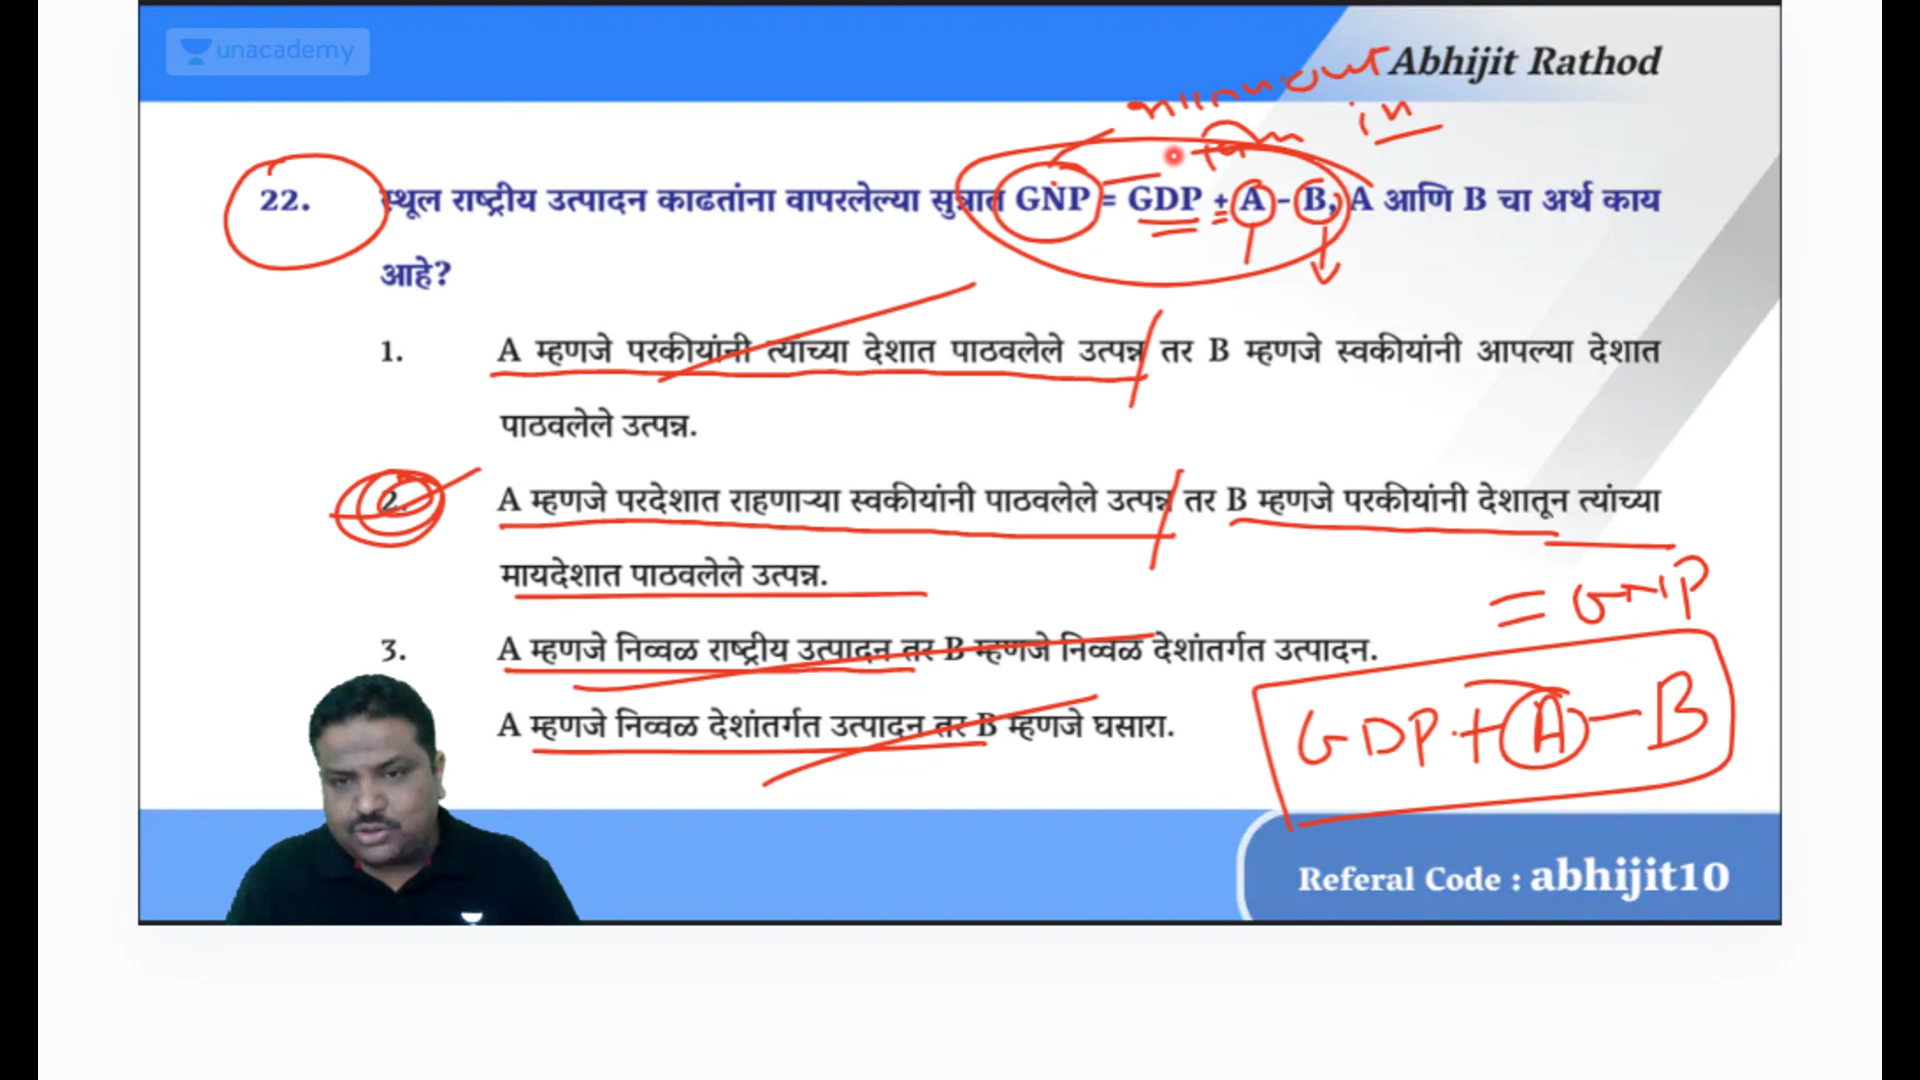 unacademy
Abhijit Rathod
out
in
22. स्थूल राष्ट्रीय उत्पादन काढतांना वापरलेल्या सुत्रात GNP = GDP + A - B, A आणि B चा अर्थ काय
आहे?
1. A म्हणजे परकीयांनी त्यांच्या देशात पाठवलेले उत्पन्न तर B म्हणजे स्वकीयांनी आपल्या देशात
पाठवलेले उत्पन्न.
2. A म्हणजे परदेशात राहणाऱ्या स्वकीयांनी पाठवलेले उत्पन्न तर B म्हणजे परकीयांनी देशातून त्यांच्या
मायदेशात पाठवलेले उत्पन्न.
= GNP
3. A म्हणजे निव्वळ राष्ट्रीय उत्पादन तर B म्हणजे निव्वळ देशांतर्गत उत्पादन.
A म्हणजे निव्वळ देशांतर्गत उत्पादन तर B म्हणजे घसारा.
GDP + A - B
Referal Code : abhijit10